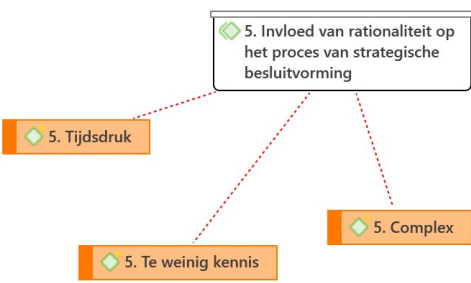 5. Invloed van rationaliteit op
het proces van strategische
besluitvorming
5. Tijdsdruk
5. Complex
5. Te weinig kennis